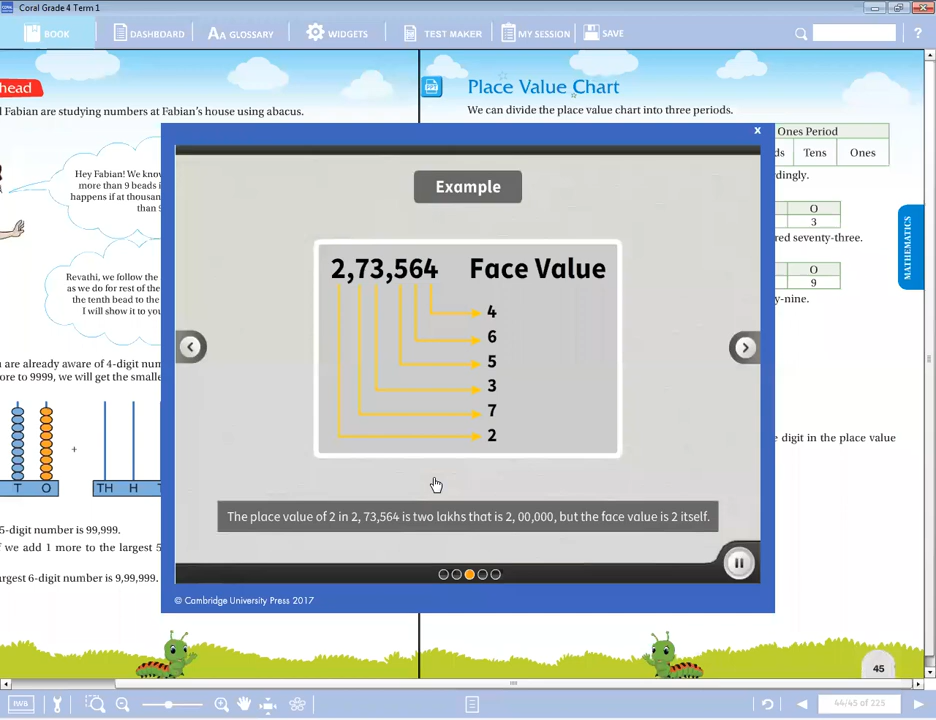 Coral Grade 4 Term 1
BOOK
DASHBOARD
AA GLOSSARY
WIDGETS
TEST MAKER
MY SESSION
SAVE
?
head
Fabian are studying numbers at Fabian's house using abacus.
Hey Fabian! We know
more than 9 beads i
happens if at thousan
than 9
Revathi, we follow the
as we do for rest of the
the tenth bead to the
I will show it to you
are already aware of 4-digit num
ore to 9999, we will get the smalle
+
T O
TH H
5-digit number is 99,999.
f we add 1 more to the largest 5
argest 6-digit number is 9,99,999.
Place Value Chart
We can divide the place value chart into three periods.
Ones Period
ds Tens Ones
rdingly.
O
3
red seventy-three.
O
9
y-nine.
e digit in the place value
MATHEMATICS
45
x
Example
2,73,564 Face Value
4
6
5
3
7
2
The place value of 2 in 2, 73,564 is two lakhs that is 2, 00,000, but the face value is 2 itself.
© Cambridge University Press 2017
IWB
44/45 of 225